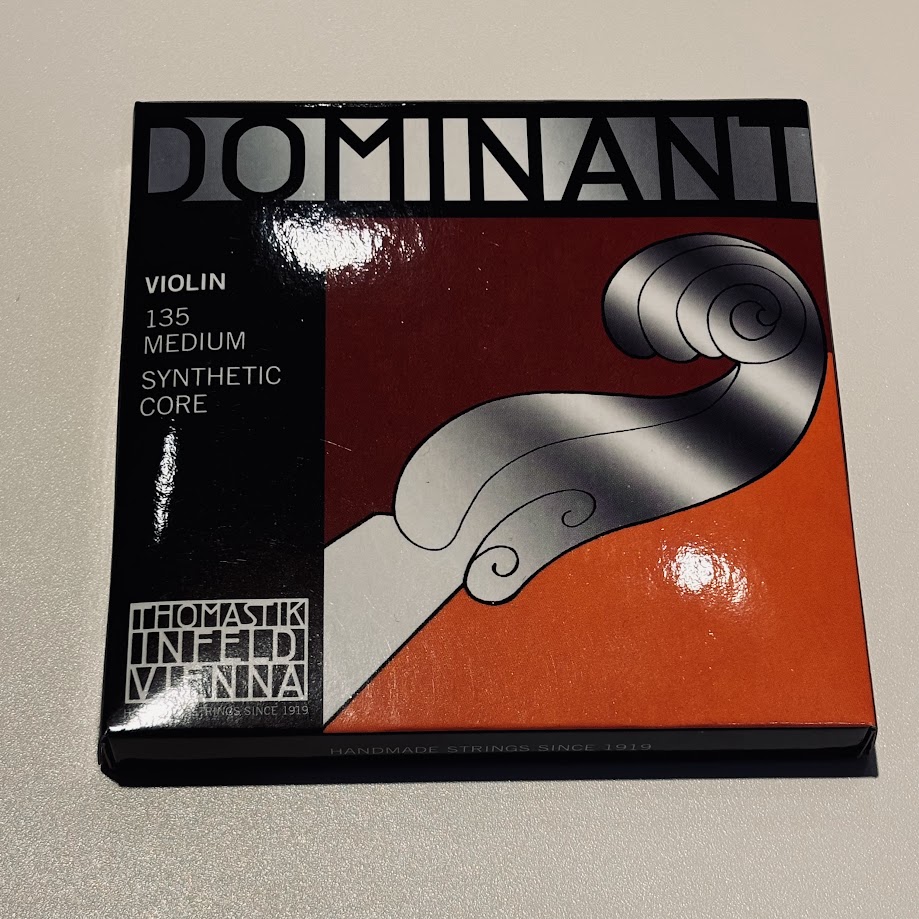 DOMINANT
VIOLIN
135
MEDIUM
SYNTHETIC
CORE
THOMASTIK
INFELD
VIENNA
STRINGS SINCE 1919
HANDMADE STRINGS SINCE 1919